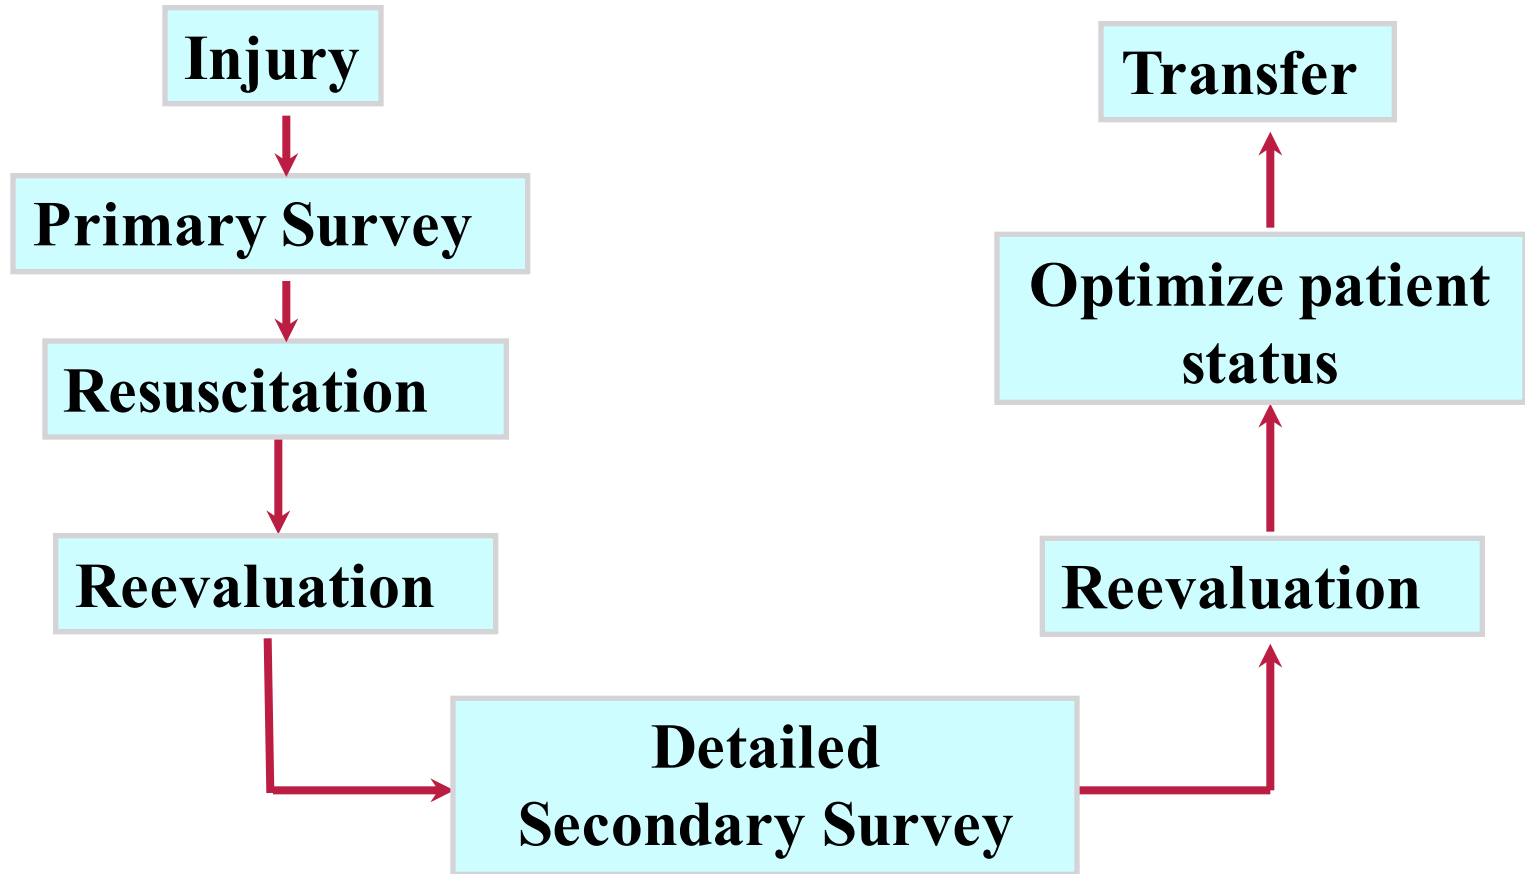 Injury
Primary Survey
Resuscitation
Reevaluation
Detailed
Secondary Survey
Reevaluation
Optimize patient
status
Transfer